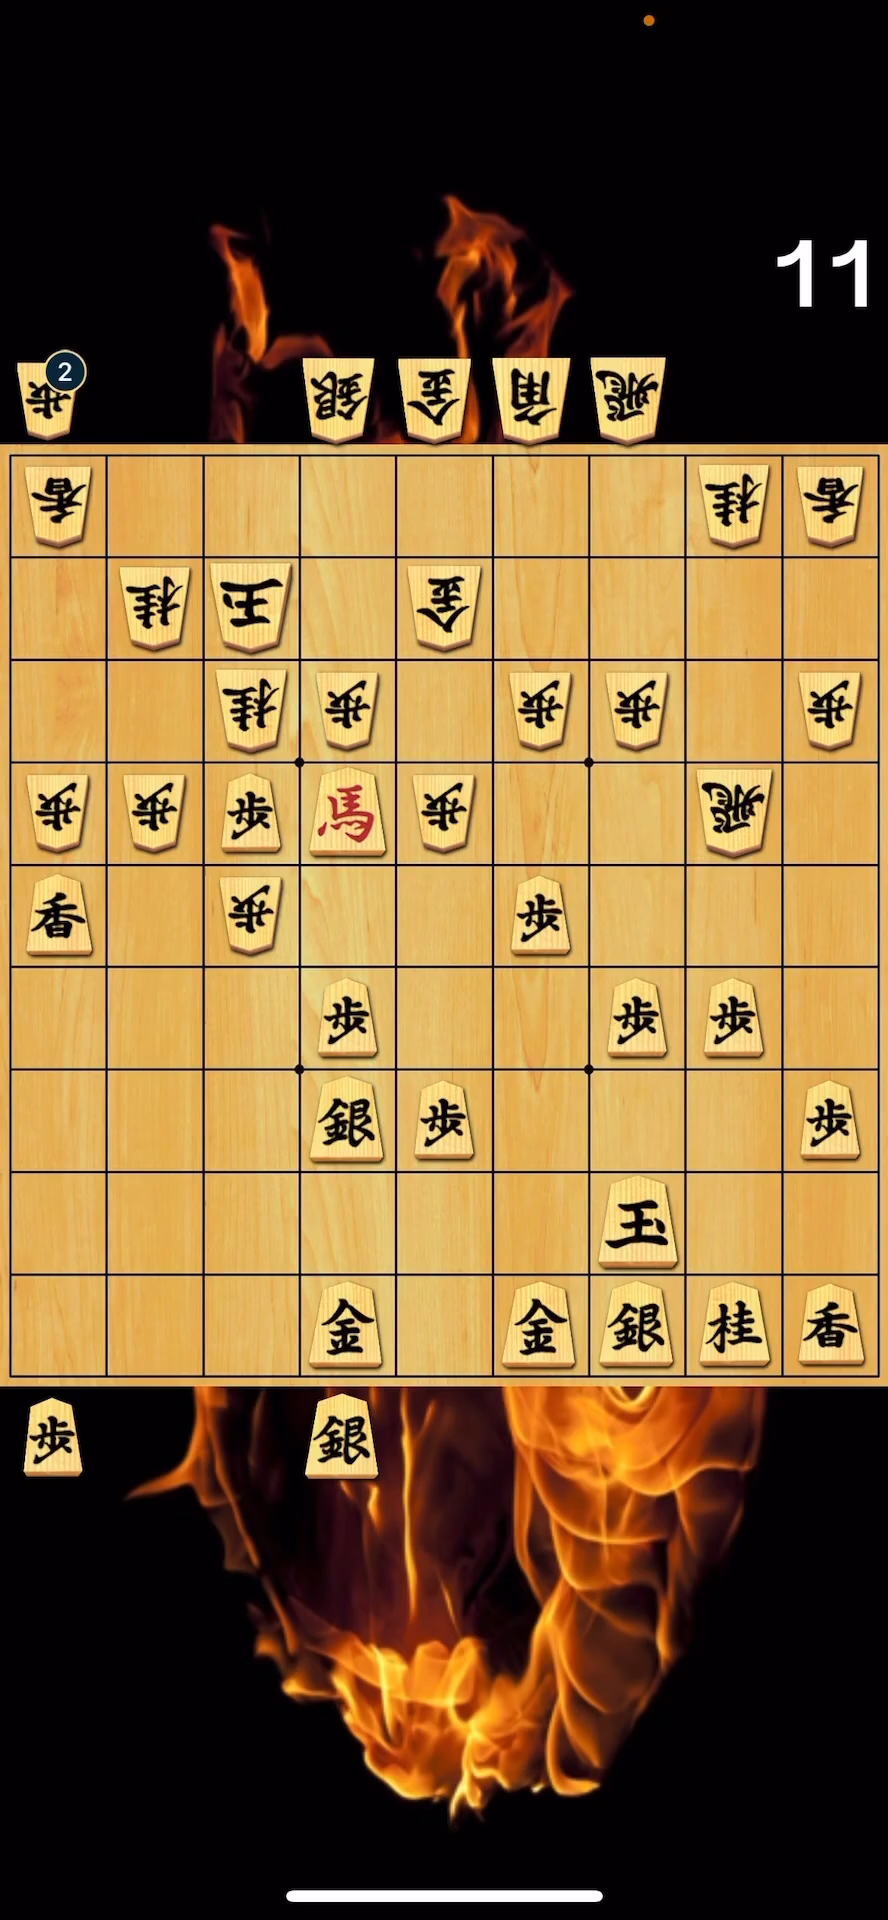 11
歩 2 銀 金 角 飛
香 桂 香
桂 玉 金
桂 歩 歩 歩 歩
歩 歩 歩 馬 歩 飛
香 歩 歩
歩 歩 歩
銀 歩 歩
玉
金 金 銀 桂 香
歩 銀